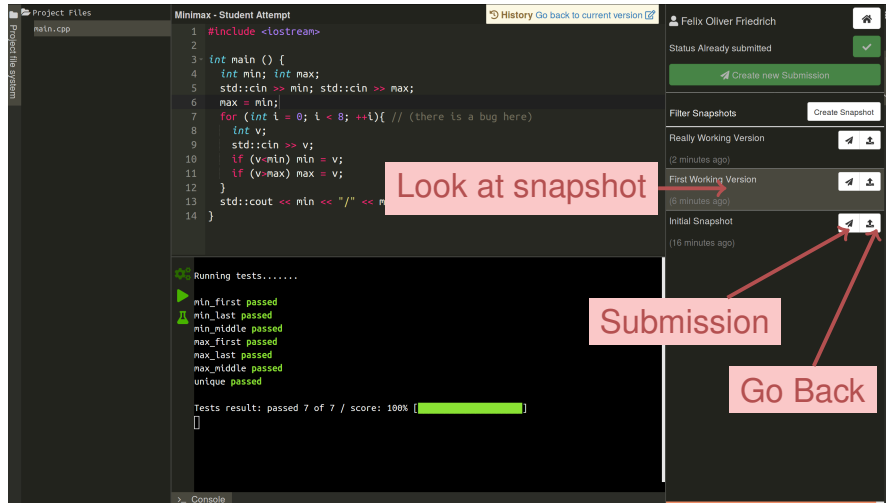 Project file system
Project Files
main.cpp
Minimax - Student Attempt
History Go back to current version
1 #include <iostream>
2
3 int main () {
4 int min; int max;
5 std::cin >> min; std::cin >> max;
6 max = min;
7 for (int i = 0; i < 8; ++i){ // (there is a bug here)
8 int v;
9 std::cin >> v;
10 if (v<min) min = v;
11 if (v>max) max = v;
12 }
13 std::cout << min << "/" << m
14 }
Running tests.......
min_first passed
min_last passed
min_middle passed
max_first passed
max_last passed
max_middle passed
unique passed
Tests result: passed 7 of 7 / score: 100% [ ]
>_ Console
Felix Oliver Friedrich
Status Already submitted
Create new Submission
Filter Snapshots
Create Snapshot
Really Working Version
(2 minutes ago)
First Working Version
(6 minutes ago)
Initial Snapshot
(16 minutes ago)
Look at snapshot
Submission
Go Back